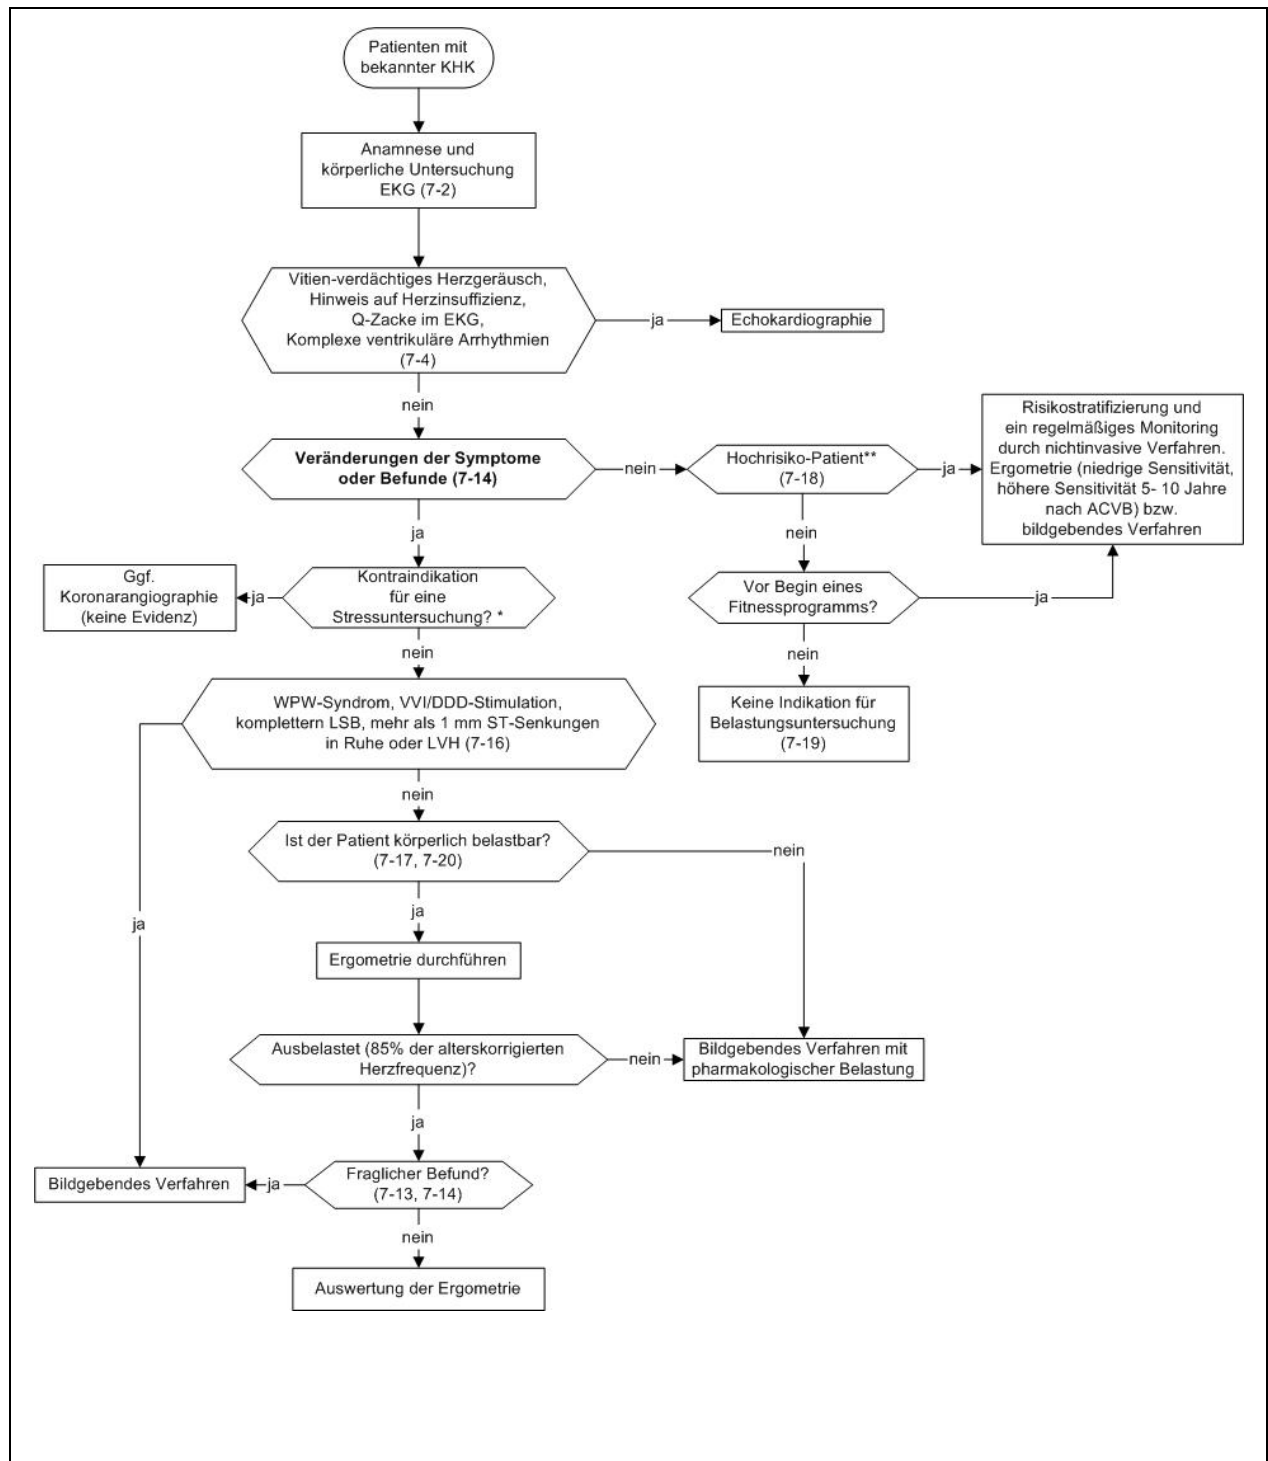 Patienten mit
bekannter KHK
Anamnese und
körperliche Untersuchung
EKG (7-2)
Vitien-verdächtiges Herzgeräusch,
Hinweis auf Herzinsuffizienz,
Q-Zacke im EKG,
Komplexe ventrikuläre Arrhythmien
(7-4)
ja
Echokardiographie
nein
Veränderungen der Symptome
oder Befunde (7-14)
nein
Hochrisiko-Patient**
(7-18)
ja
Risikostratifizierung und
ein regelmäßiges Monitoring
durch nichtinvasive Verfahren.
Ergometrie (niedrige Sensitivität,
höhere Sensitivität 5- 10 Jahre
nach ACVB) bzw.
bildgebendes Verfahren
ja
nein
Ggf.
Koronarangiographie
(keine Evidenz)
ja
Kontraindikation
für eine
Stressuntersuchung? *
Vor Begin eines
Fitnessprogramms?
ja
nein
nein
WPW-Syndrom, VVI/DDD-Stimulation,
komplettern LSB, mehr als 1 mm ST-Senkungen
in Ruhe oder LVH (7-16)
Keine Indikation für
Belastungsuntersuchung
(7-19)
nein
Ist der Patient körperlich belastbar?
(7-17, 7-20)
nein
ja
ja
Ergometrie durchführen
Ausbelastet (85% der alterskorrigierten
Herzfrequenz)?
nein
Bildgebendes Verfahren mit
pharmakologischer Belastung
ja
Bildgebendes Verfahren
ja
Fraglicher Befund?
(7-13, 7-14)
nein
Auswertung der Ergometrie